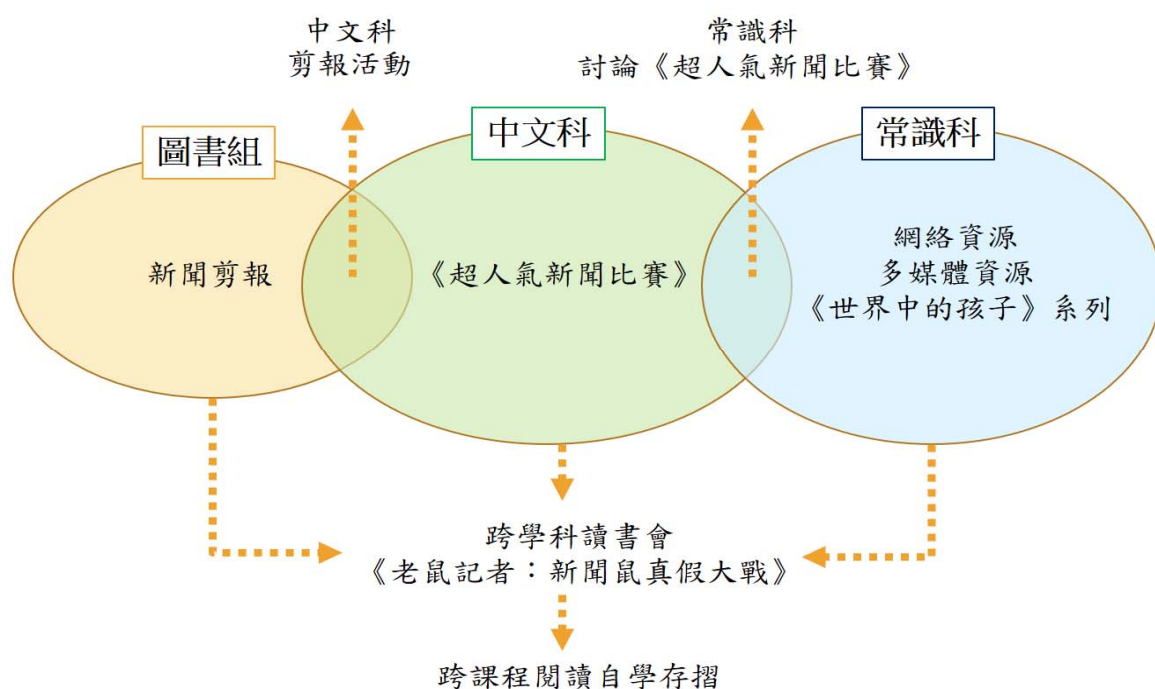 中文科
剪報活動
常識科
討論《超人氣新聞比賽》
圖書組
中文科
常識科
新聞剪報
《超人氣新聞比賽》
網絡資源
多媒體資源
《世界中的孩子》系列
跨學科讀書會
《老鼠記者：新聞鼠真假大戰》
跨課程閱讀自學存摺